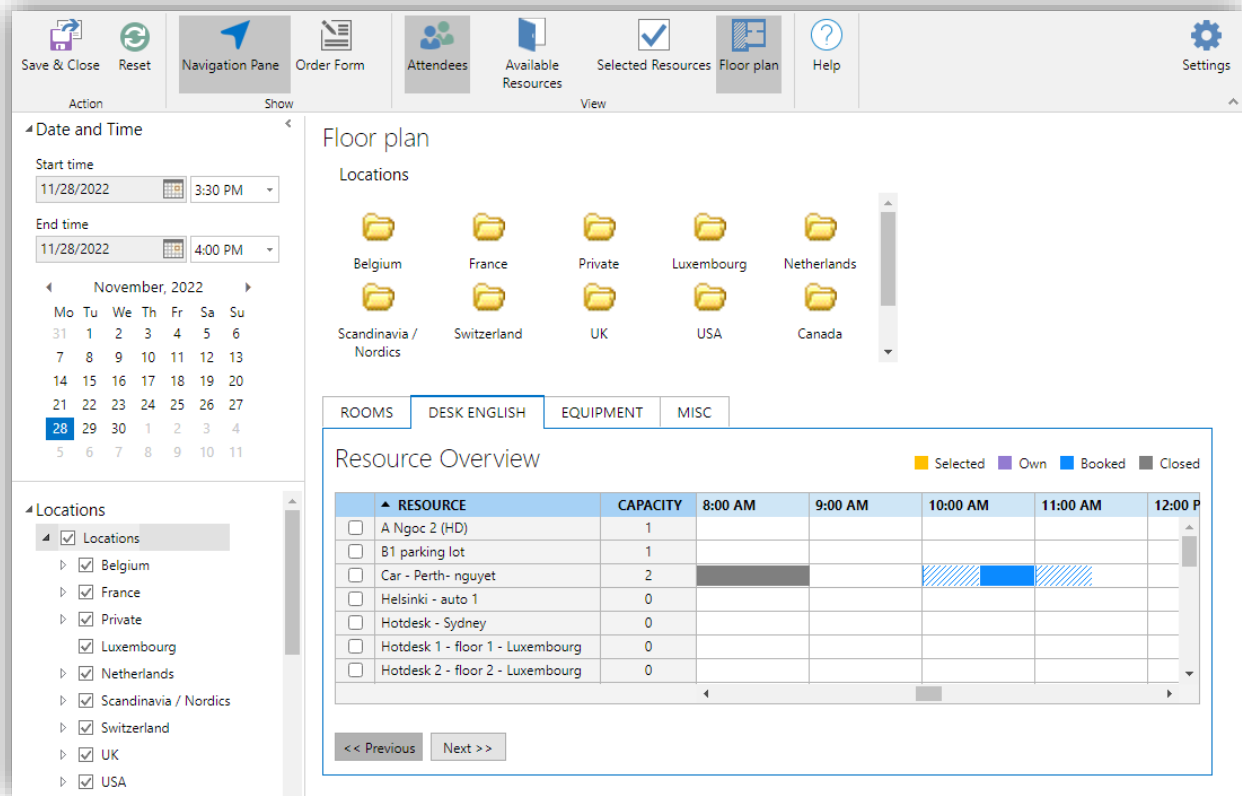 Save & Close
Reset
Navigation Pane
Order Form
Attendees
Available
Resources
Selected Resources
Floor plan
Help
Settings
Action
Show
View
Date and Time
Start time
11/28/2022
3:30 PM
End time
11/28/2022
4:00 PM
November, 2022
Mo Tu We Th Fr Sa Su
31 1 2 3 4 5 6
7 8 9 10 11 12 13
14 15 16 17 18 19 20
21 22 23 24 25 26 27
28 29 30 1 2 3 4
5 6 7 8 9 10 11
Locations
Locations
Belgium
France
Private
Luxembourg
Netherlands
Scandinavia / Nordics
Switzerland
UK
USA
Floor plan
Locations
Belgium
France
Private
Luxembourg
Netherlands
Scandinavia /
Nordics
Switzerland
UK
USA
Canada
ROOMS
DESK ENGLISH
EQUIPMENT
MISC
Resource Overview
Selected
Own
Booked
Closed
RESOURCE CAPACITY 8:00 AM 9:00 AM 10:00 AM 11:00 AM 12:00 P
A Ngoc 2 (HD) 1
B1 parking lot 1
Car - Perth- nguyet 2
Helsinki - auto 1 0
Hotdesk - Sydney 0
Hotdesk 1 - floor 1 - Luxembourg 0
Hotdesk 2 - floor 2 - Luxembourg 0
<< Previous
Next >>